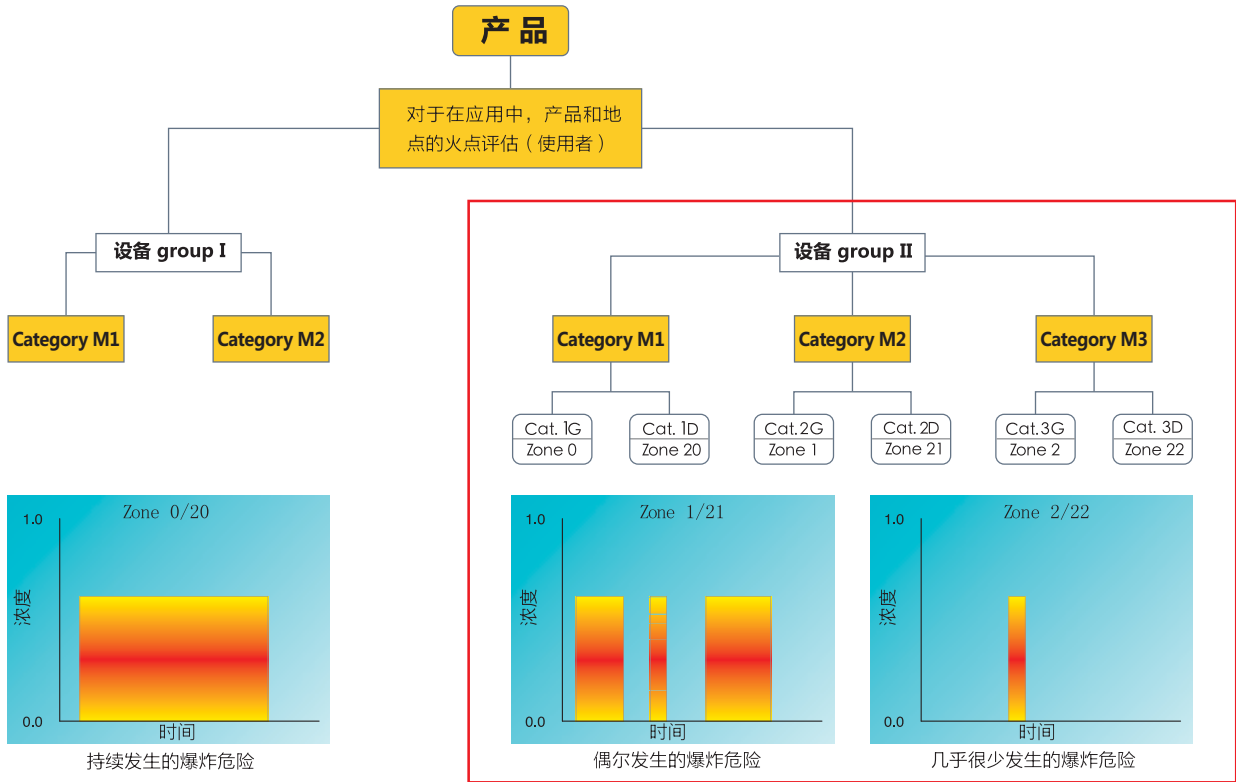 产 品
对于在应用中，产品和地
点的火点评估（使用者）
设备 group I
设备 group II
Category M1
Category M2
Category M1
Category M2
Category M3
Cat. 1G
Zone 0
Cat. 1D
Zone 20
Cat.2G
Zone 1
Cat. 2D
Zone 21
Cat.3G
Zone 2
Cat. 3D
Zone 22
Zone 0/20
1.0
浓度
0.0
时间
持续发生的爆炸危险
Zone 1/21
1.0
浓度
0.0
时间
偶尔发生的爆炸危险
Zone 2/22
1.0
浓度
0.0
时间
几乎很少发生的爆炸危险